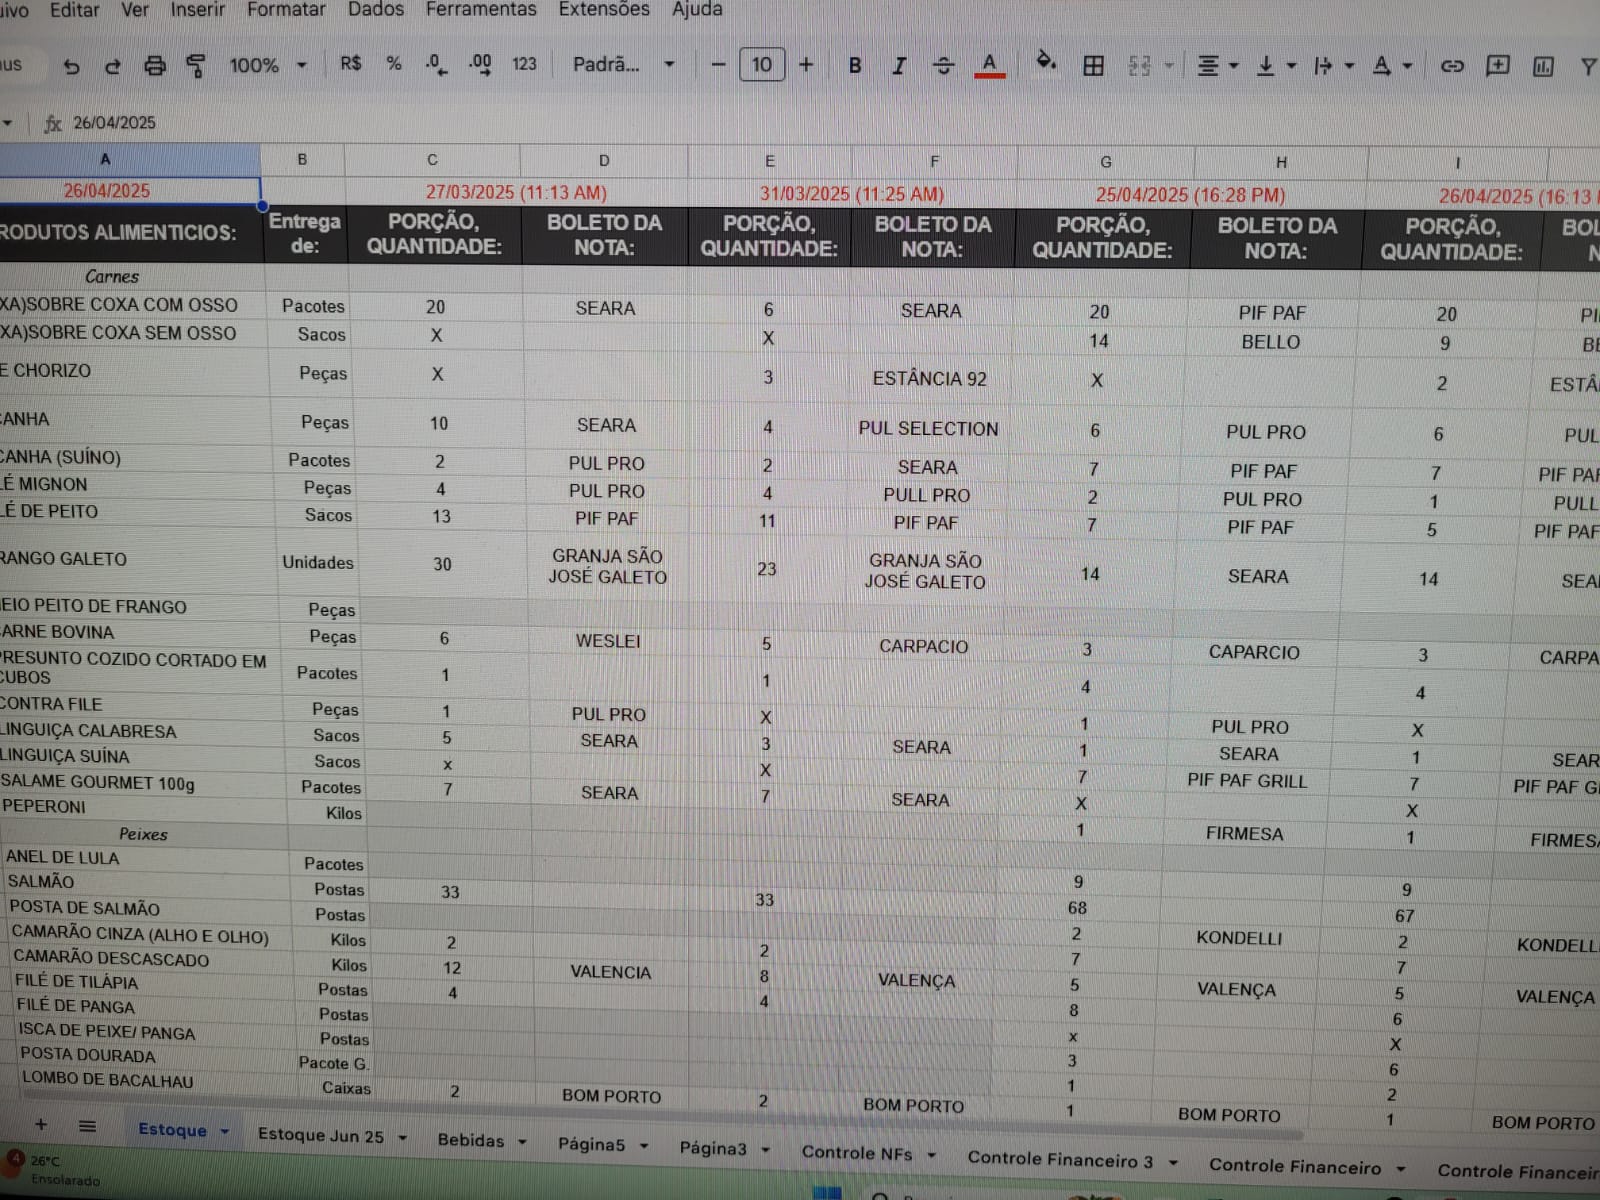 ivo Editar Ver Inserir Formatar Dados Ferramentas Extensões Ajuda
us 100% R$ % .0 .00 123 Padrã... − 10 + B I S A A
fx 26/04/2025
A B C D E F G H I
26/04/2025 27/03/2025 (11:13 AM) 31/03/2025 (11:25 AM) 25/04/2025 (16:28 PM) 26/04/2025 (16:13 P
RODUTOS ALIMENTICIOS: Entrega de: PORÇÃO, QUANTIDADE: BOLETO DA NOTA: PORÇÃO, QUANTIDADE: BOLETO DA NOTA: PORÇÃO, QUANTIDADE: BOLETO DA NOTA: PORÇÃO, QUANTIDADE: BOL N
Carnes
XA)SOBRE COXA COM OSSO Pacotes 20 SEARA 6 SEARA 20 PIF PAF 20 PI
XA)SOBRE COXA SEM OSSO Sacos X X 14 BELLO 9 BE
E CHORIZO Peças X 3 ESTÂNCIA 92 X 2 ESTÂ
ANHA Peças 10 SEARA 4 PUL SELECTION 6 PUL PRO 6 PUL
ANHA (SUÍNO) Pacotes 2 PUL PRO 2 SEARA 7 PIF PAF 7 PIF PAF
LÉ MIGNON Peças 4 PUL PRO 4 PULL PRO 2 PUL PRO 1 PULL
LÉ DE PEITO Sacos 13 PIF PAF 11 PIF PAF 7 PIF PAF 5 PIF PAF
RANGO GALETO Unidades 30 GRANJA SÃO JOSÉ GALETO 23 GRANJA SÃO JOSÉ GALETO 14 SEARA 14 SEA
EIO PEITO DE FRANGO Peças
ARNE BOVINA Peças 6 WESLEI 5 CARPACIO 3 CAPARCIO 3 CARPA
PRESUNTO COZIDO CORTADO EM CUBOS Pacotes 1 1 4 4
CONTRA FILE Peças 1 PUL PRO X 1 PUL PRO X
LINGUIÇA CALABRESA Sacos 5 SEARA 3 SEARA 1 SEARA 1 SEAR
LINGUIÇA SUÍNA Sacos x X 7 PIF PAF GRILL 7 PIF PAF G
SALAME GOURMET 100g Pacotes 7 SEARA 7 SEARA X X
PEPERONI Kilos 1 FIRMESA 1 FIRMESA
Peixes
ANEL DE LULA Pacotes 9 9
SALMÃO Postas 33 33 68 67
POSTA DE SALMÃO Postas 2 KONDELLI 2 KONDELL
CAMARÃO CINZA (ALHO E OLHO) Kilos 2 2 7 7
CAMARÃO DESCASCADO Kilos 12 VALENCIA 8 VALENÇA 5 VALENÇA 5 VALENÇA
FILÉ DE TILÁPIA Postas 4 4 8 6
FILÉ DE PANGA Postas x X
ISCA DE PEIXE/ PANGA Postas 3 6
POSTA DOURADA Pacote G. 1 2
LOMBO DE BACALHAU Caixas 2 BOM PORTO 2 BOM PORTO 1 BOM PORTO 1 BOM PORTO
+ Estoque Estoque Jun 25 Bebidas Página5 Página3 Controle NFs Controle Financeiro 3 Controle Financeiro Controle Financeir
4 26°C
Ensolarado